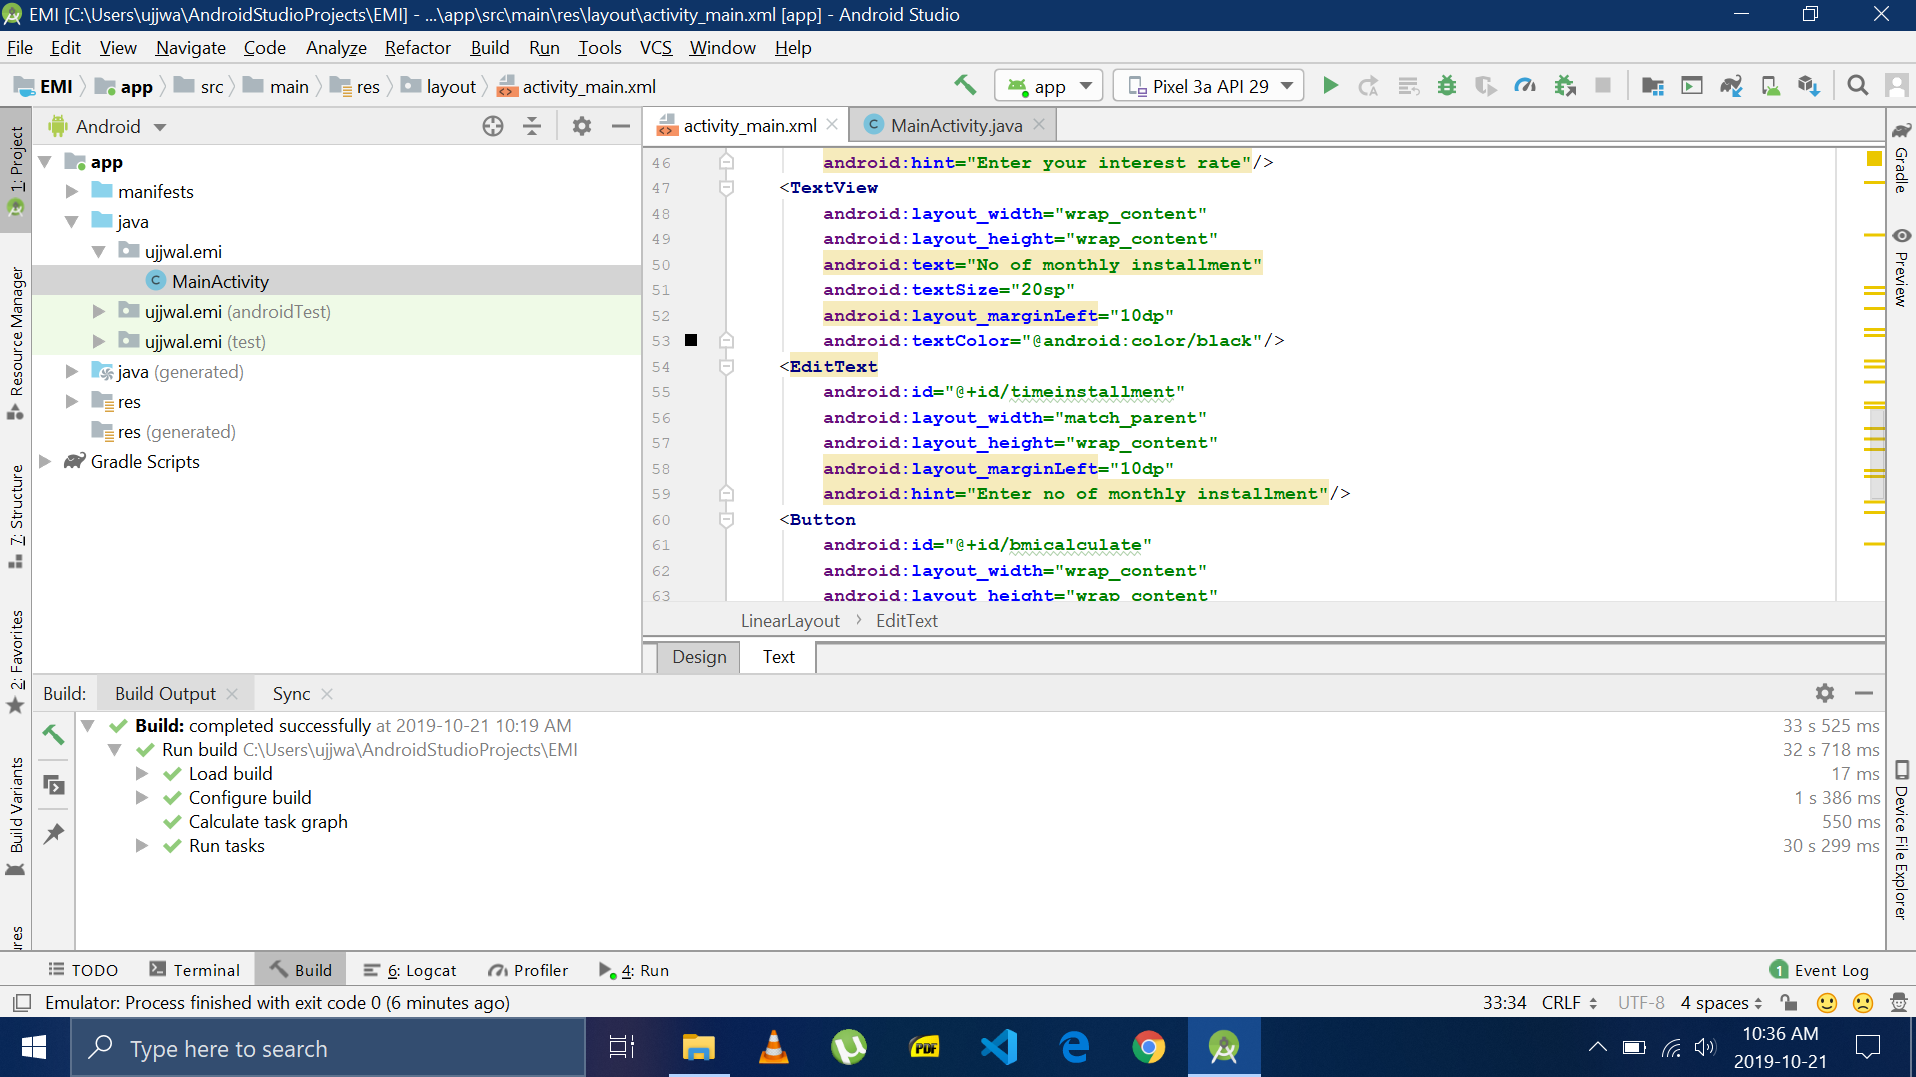 EMI [C:\Users\ujjwa\AndroidStudioProjects\EMI] - ...\app\src\main\res\layout\activity_main.xml [app] - Android Studio
File Edit View Navigate Code Analyze Refactor Build Run Tools VCS Window Help
EMI app src main res layout activity_main.xml app Pixel 3a API 29
Android
activity_main.xml MainActivity.java
1: Project
Resource Manager
7: Structure
2: Favorites
Build Variants
ures
app
manifests
java
ujjwal.emi
C MainActivity
ujjwal.emi (androidTest)
ujjwal.emi (test)
java (generated)
res
res (generated)
Gradle Scripts
46 android:hint="Enter your interest rate"/>
47 <TextView
48 android:layout_width="wrap_content"
49 android:layout_height="wrap_content"
50 android:text="No of monthly installment"
51 android:textSize="20sp"
52 android:layout_marginLeft="10dp"
53 android:textColor="@android:color/black"/>
54 <EditText
55 android:id="@+id/timeinstallment"
56 android:layout_width="match_parent"
57 android:layout_height="wrap_content"
58 android:layout_marginLeft="10dp"
59 android:hint="Enter no of monthly installment"/>
60 <Button
61 android:id="@+id/bmicalculate"
62 android:layout_width="wrap_content"
63 android:layout_height="wrap_content"
LinearLayout › EditText
Design Text
Gradle
Preview
Device File Explorer
Build: Build Output Sync
Build: completed successfully at 2019-10-21 10:19 AM 33 s 525 ms
Run build C:\Users\ujjwa\AndroidStudioProjects\EMI 32 s 718 ms
Load build 17 ms
Configure build 1 s 386 ms
Calculate task graph 550 ms
Run tasks 30 s 299 ms
TODO Terminal Build 6: Logcat Profiler 4: Run 1 Event Log
Emulator: Process finished with exit code 0 (6 minutes ago) 33:34 CRLF UTF-8 4 spaces
Type here to search
PDF
10:36 AM
2019-10-21